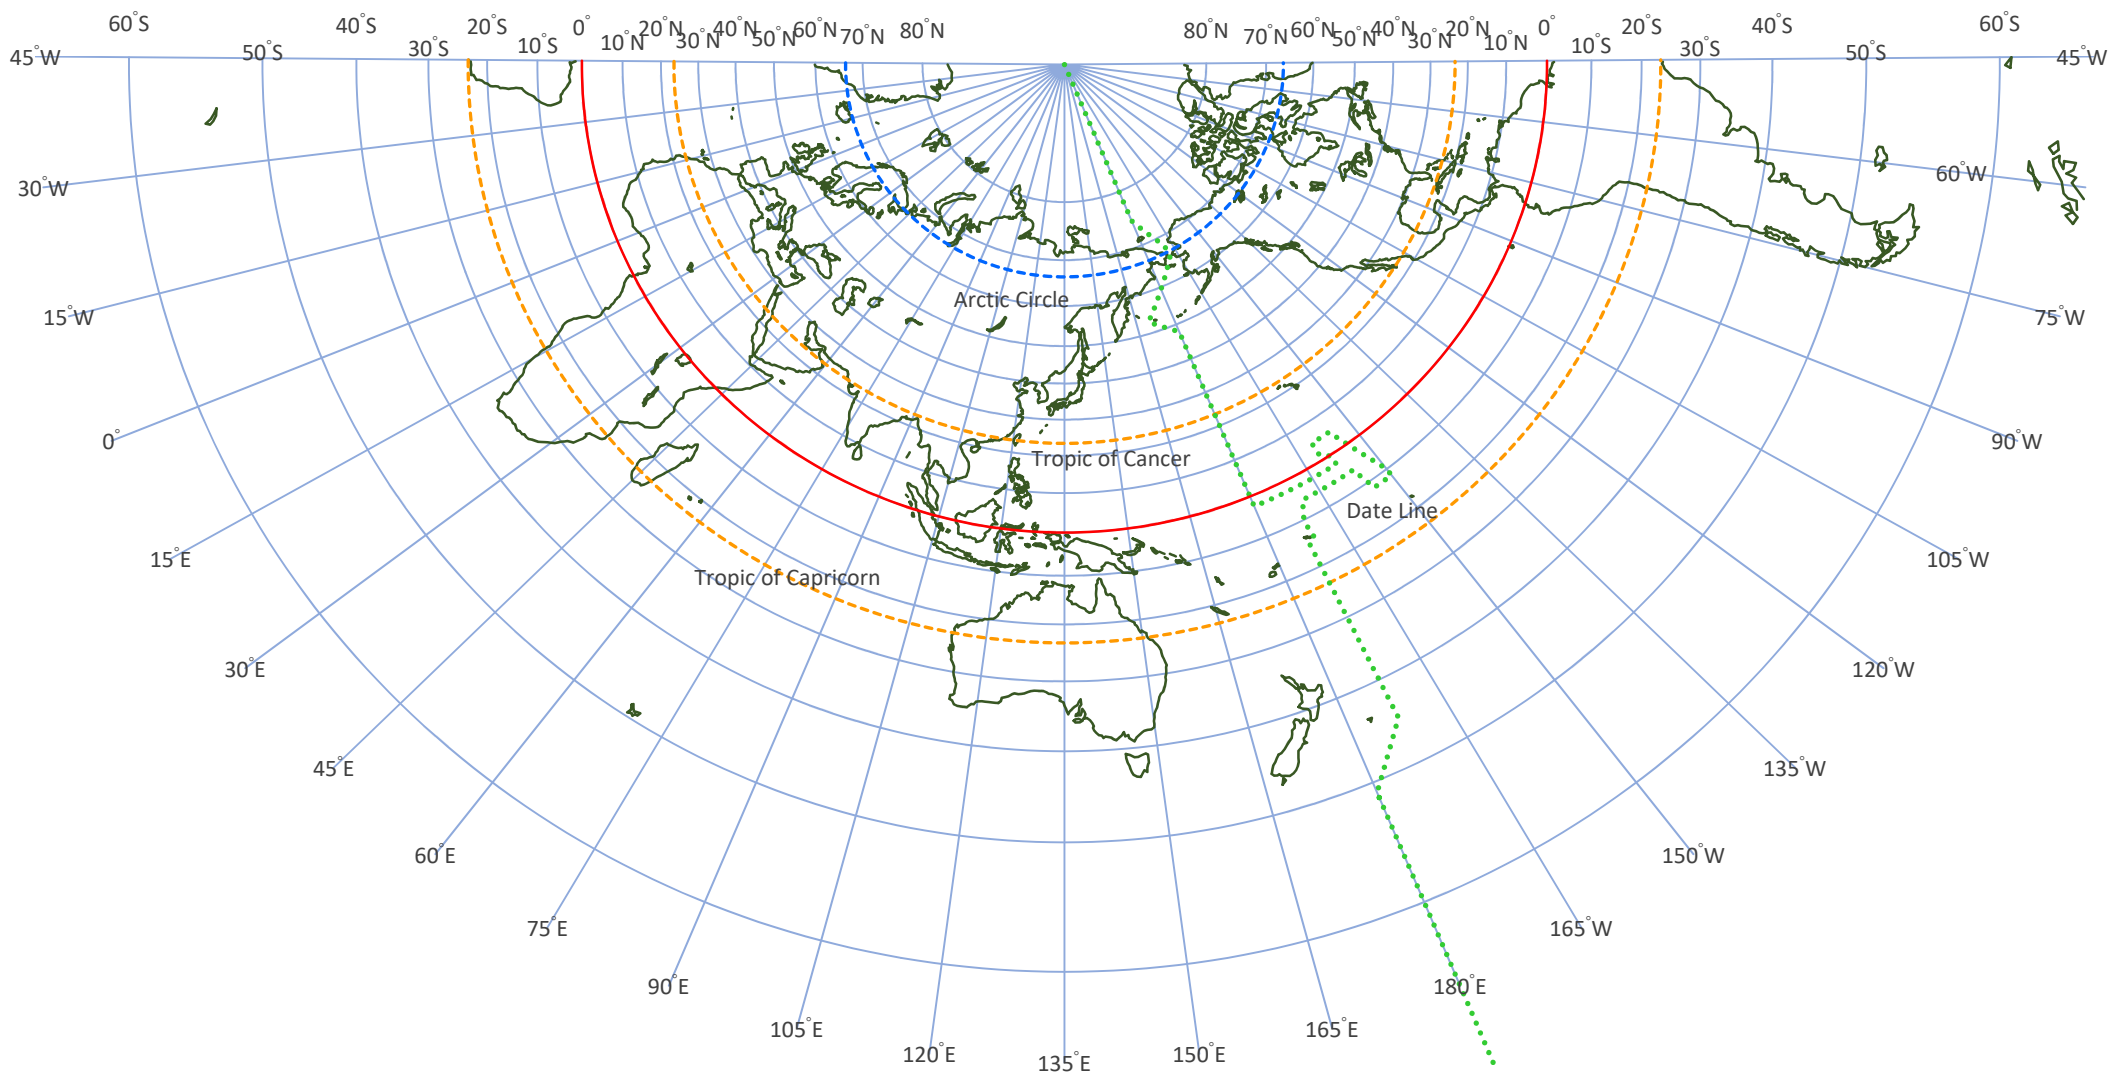 60°S
40°S
20°S
0°
20°N
40°N
60°N
80°N
80°N
60°N
40°N
20°N
0°
20°S
40°S
60°S
50°S
30°S
10°S
10°N
30°N
50°N
70°N
70°N
50°N
30°N
10°N
10°S
30°S
50°S
45°W
45°W
60°W
30°W
Arctic Circle
15°W
75°W
0°
90°W
Tropic of Cancer
Date Line
15°E
105°W
Tropic of Capricorn
30°E
120°W
45°E
135°W
60°E
150°W
75°E
165°W
90°E
180°E
105°E
165°E
120°E
150°E
135°E